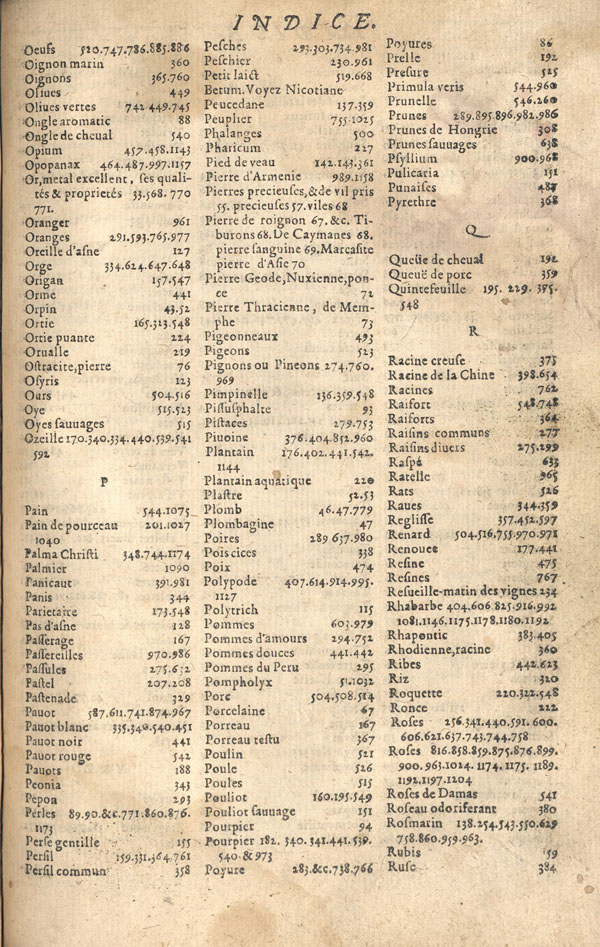 INDICE.
Oeufs 520.747.786.885.886
Oignon marin 360
Oignons 365.760
Oliues 449
Oliues vertes 742 449.745
Ongle aromatic 88
Ongle de cheual 540
Opium 457.458.1143
Opopanax 464.487.997.1157
Or, metal excellent, ses quali-
tés & proprietés 33.568.770
771.
Oranger 961
Oranges 291.593.765.977
Oreille d'asne 127
Orge 334.624.647.648
Origan 157.547
Orme 441
Orpin 43.52
Ortie 165.323.548
Ortie puante 224
Orualle 219
Ostracite, pierre 76
Osyris 123
Ours 504.516
Oye 515.523
Oyes sauuages 515
Ozeille 170.340.334.440.539.541
592
P
Pain 544.1075
Pain de pourceau 201.1027
1040
Palma Christi 348.744.1174
Palmier 1090
Panicaut 391.981
Panis 344
Parietaire 173.548
Pas d'asne 128
Passerage 167
Passereilles 970.986
Passules 275.672
Pastel 207.208
Pastenade 329
Pauot 587.611.741.874.967
Pauot blanc 335.340.540.451
Pauot noir 441
Pauot rouge 542
Pauots 188
Peonia 343
Pepon 293
Perles 89.90.&c.771.860.876.
1173
Perse gentille 155
Persil 159.331.364.761
Persil commun 358
Pesches 293.303.734.981
Peschier 230.961
Petit laict 519.668
Betum. Voyez Nicotiane
Peucedane 137.359
Peuplier 755.1025
Phalanges 500
Pharicum 217
Pied de veau 142.143.361
Pierre d'Armenie 989.1158
Pierres precieuses, & de vil pris
55. precieuses 57. viles 68
Pierre de roignon 67. &c. Ti-
burons 68. De Caymanes 68.
pierre sanguine 69. Marcasite
pierre d'Asie 70
Pierre Geode, Nuxienne, pon-
ce 72
Pierre Thracienne, de Mem-
phe 73
Pigeonneaux 493
Pigeons 523
Pignons ou Pineons 274.760.
969
Pimpinelle 136.359.548
Pissusphalte 93
Pistaces 279.753
Piuoine 376.404.852.960
Plantain 176.402.441.542.
1144
Plantain aquatique 220
Plastre 52.53
Plomb 46.47.779
Plombagine 47
Poires 289 637.980
Pois cices 338
Poix 474
Polypode 407.614.914.995.
1127
Polytrich 115
Pommes 603.979
Pommes d'amours 294.752
Pommes douces 441.442
Pommes du Peru 295
Pompholyx 51.1032
Porc 504.508.514
Porcelaine 67
Porreau 167
Porreau testu 367
Poulin 521
Poule 526
Poules 515
Pouliot 160.195.549
Pouliot sauuage 151
Pourpier 94
Pourpier 182. 340.341.441.539.
540. & 973
Poyure 283.&c.738.766
Poyures 86
Prelle 192
Presure 525
Primula veris 544.960
Prunelle 546.260
Prunes 289.895.896.982.986
Prunes de Hongrie 308
Prunes sauuages 638
Psyllium 900.968
Pulicaria 151
Punaises 487
Pyrethre 368
Q
Queüe de cheual 192
Queuë de porc 359
Quintefeuille 195. 229. 375.
548
R
Racine creuse 373
Racine de la Chine 398.654
Racines 762
Raifort 548.748
Raiforts 364
Raisins communs 277
Raisins diuers 275.299
Raspé 633
Ratelle 965
Rats 526
Raues 344.359
Reglisse 357.452.597
Renard 504.516.755.970.971
Renouee 177.441
Resine 475
Resines 767
Resueille-matin des vignes 234
Rhabarbe 404.606 825.916.992
1081.1146.1175.1178.1180.1192
Rhapontic 383.405
Rhodienne, racine 360
Ribes 442.623
Riz 320
Roquette 220.322.548
Ronce 222
Roses 256.341.440.591.600.
606.621.637.743.744.758
Roses 816.858.859.875.876.899.
900.963.1024.1174.1175.1189.
1192.1197.1204
Roses de Damas 541
Roseau odoriferant 380
Rosmarin 138.254.543.550.629
758.860.959.963.
Rubis 59
Ruse 384